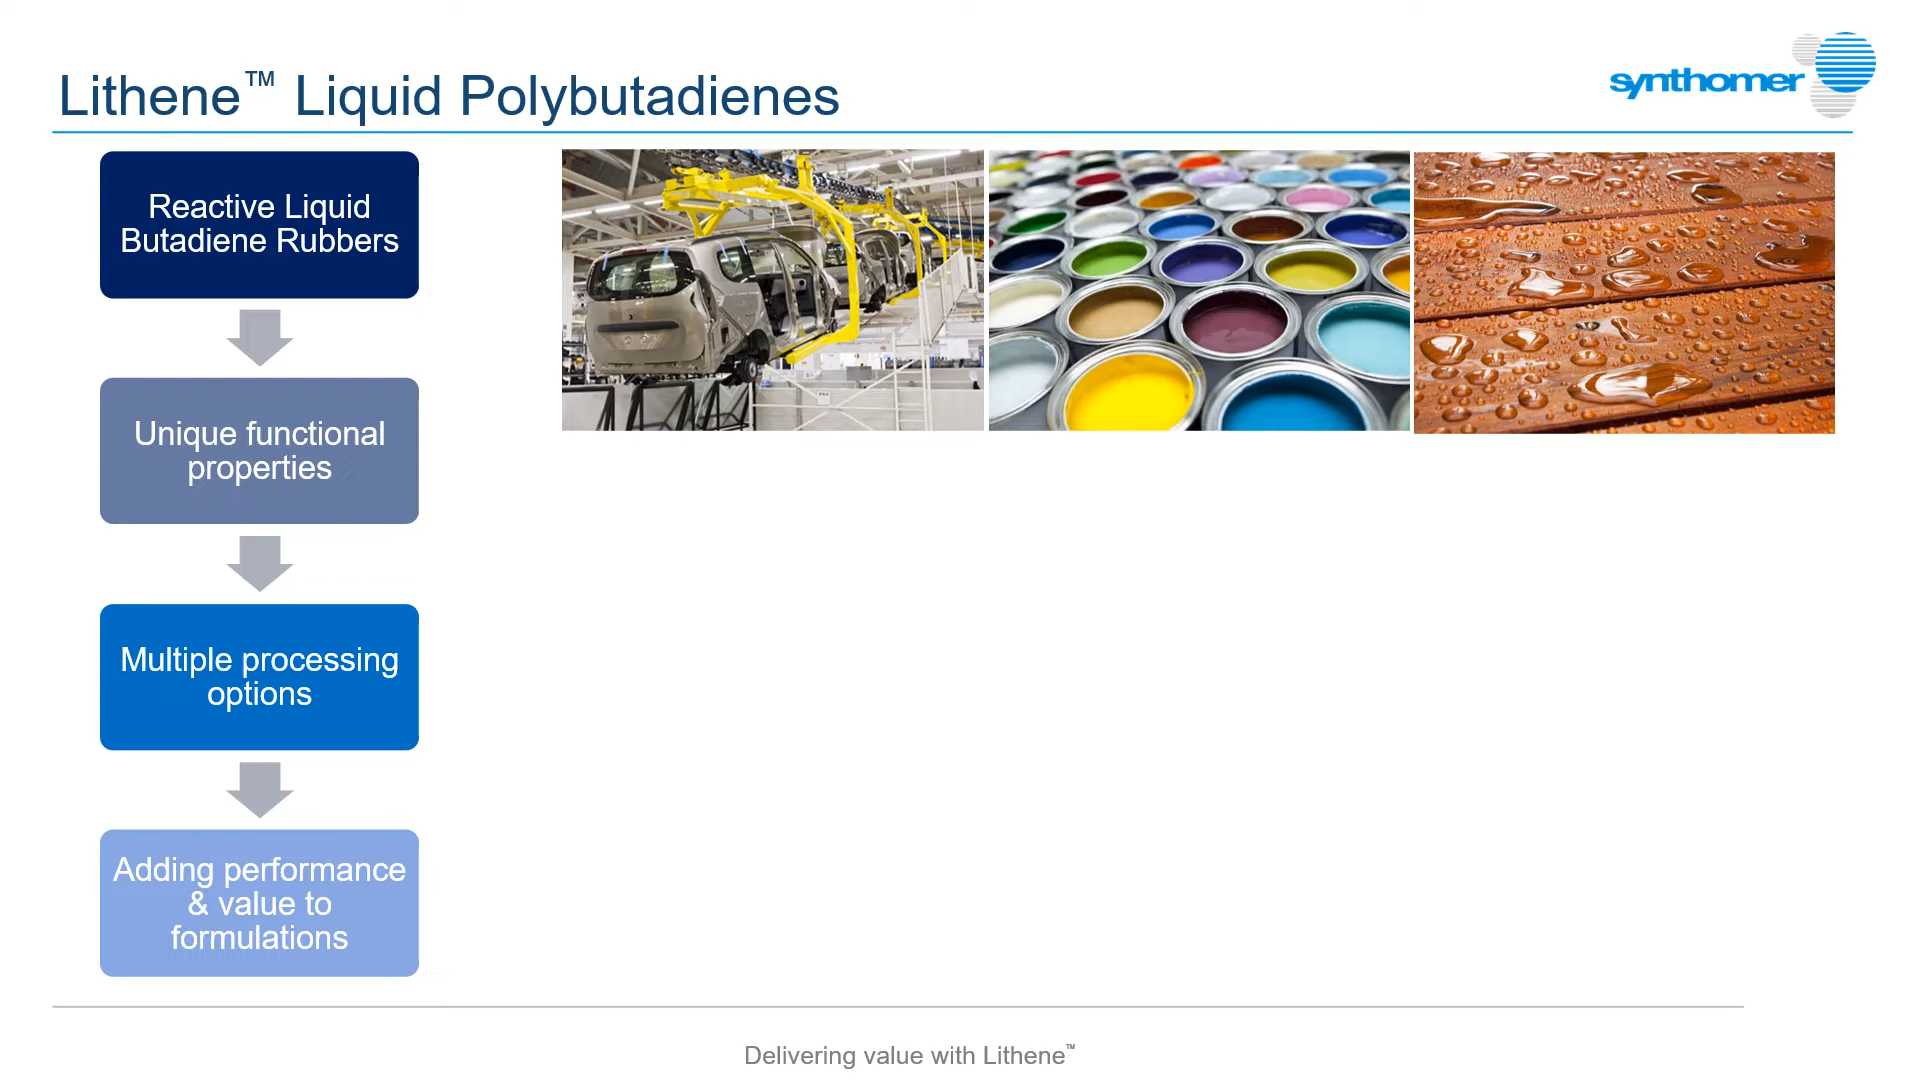 Lithene™ Liquid Polybutadienes
synthomer
Reactive Liquid
Butadiene Rubbers
Unique functional
properties
Multiple processing
options
Adding performance
& value to
formulations
Delivering value with Lithene™